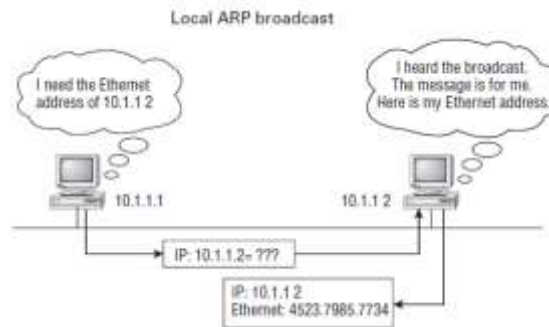 Local ARP broadcast
I need the Ethernet
address of 10.1.1 2
I heard the broadcast.
The message is for me.
Here is my Ethernet address.
10.1.1.1
10.1.1 2
IP: 10.1.1.2= ???
IP: 10.1.1 2
Ethernet: 4523.7985.7734